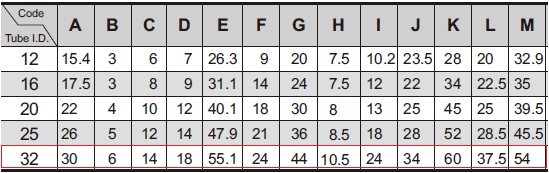 Code A B C D E F G H I J K L M
Tube I.D.
12 15.4 3 6 7 26.3 9 20 7.5 10.2 23.5 28 20 32.9
16 17.5 3 8 9 31.1 14 24 7.5 12 22 34 22.5 35
20 22 4 10 12 40.1 18 30 8 13 25 45 25 39.5
25 26 5 12 14 47.9 21 36 8.5 18 28 52 28.5 45.5
32 30 6 14 18 55.1 24 44 10.5 24 34 60 37.5 54